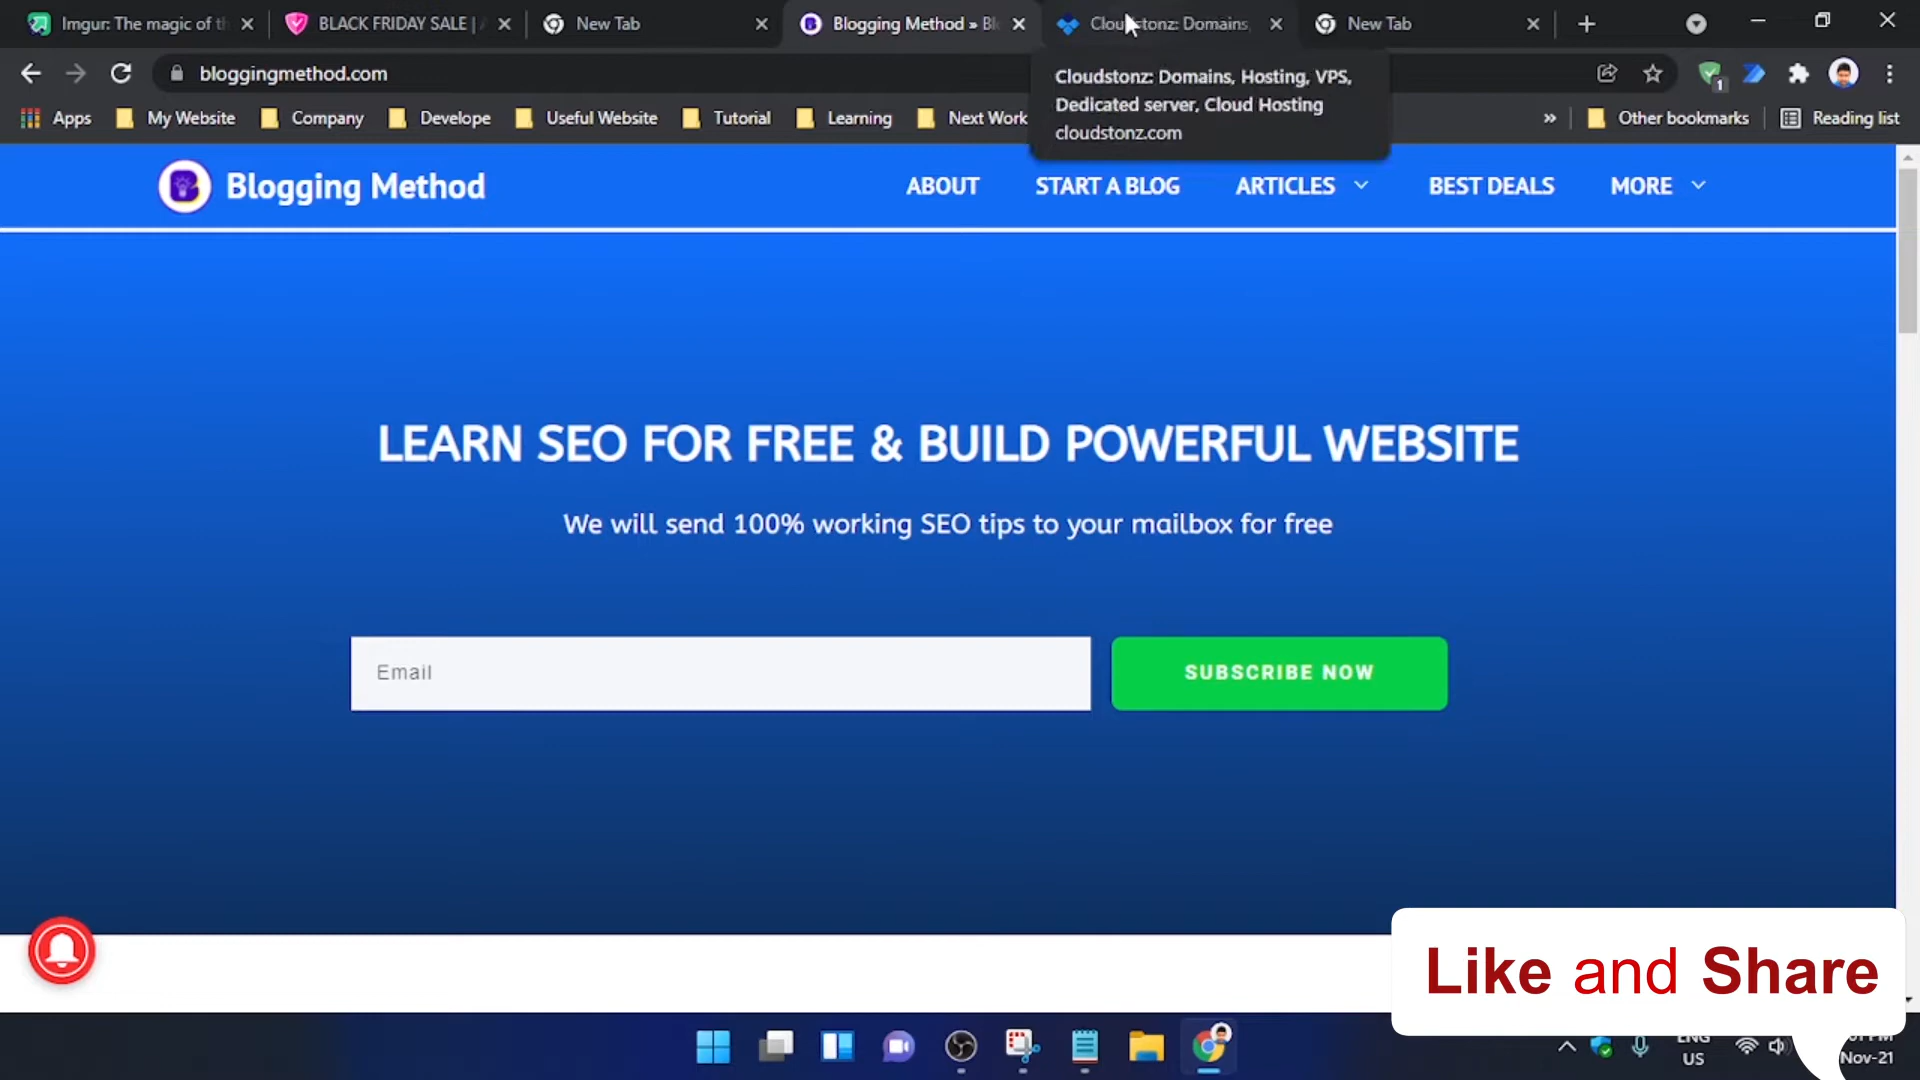 Imgur: The magic of th
BLACK FRIDAY SALE |
New Tab
Blogging Method » Bl
Cloudstonz: Domains,
New Tab
bloggingmethod.com
Cloudstonz: Domains, Hosting, VPS,
Dedicated server, Cloud Hosting
cloudstonz.com
1
Apps
My Website
Company
Develope
Useful Website
Tutorial
Learning
Next Work
»
Other bookmarks
Reading list
Blogging Method
ABOUT
START A BLOG
ARTICLES
BEST DEALS
MORE
LEARN SEO FOR FREE & BUILD POWERFUL WEBSITE
We will send 100% working SEO tips to your mailbox for free
Email
SUBSCRIBE NOW
Like and Share
ENG
US
PM
Nov-21